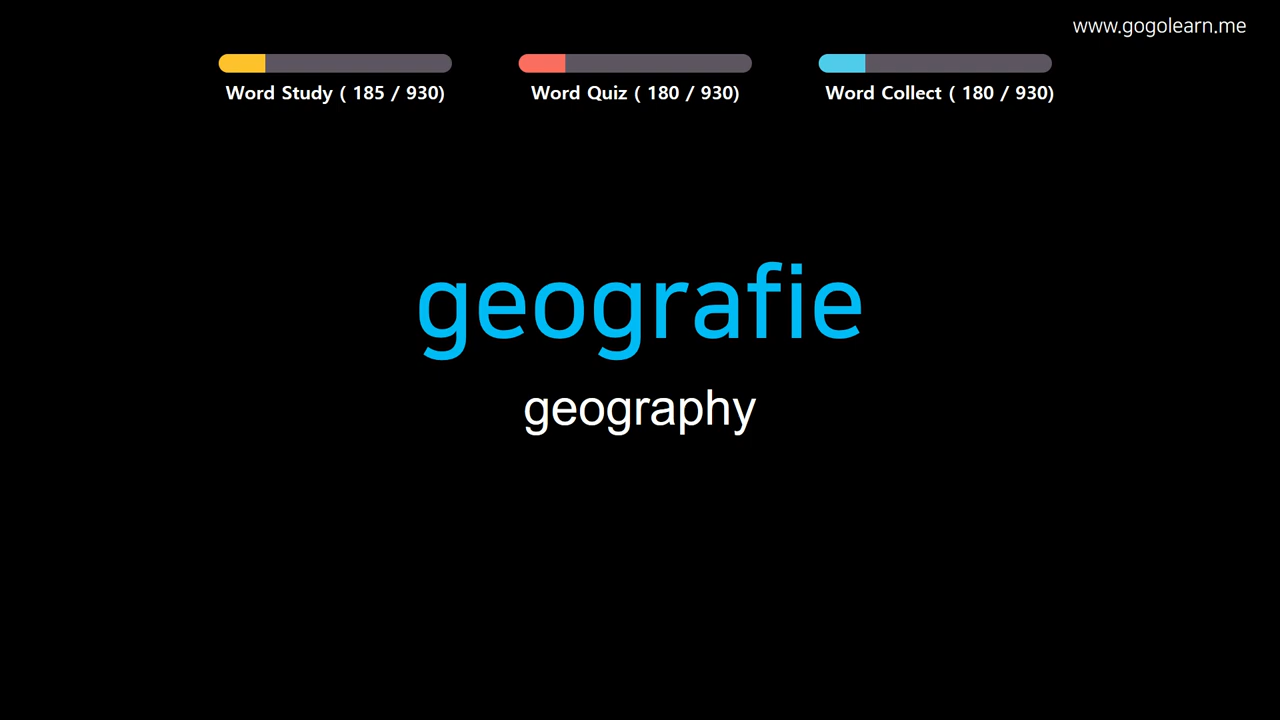 www.gogolearn.me
Word Study ( 185 / 930)
Word Quiz ( 180 / 930)
Word Collect ( 180 / 930)
geografie
geography